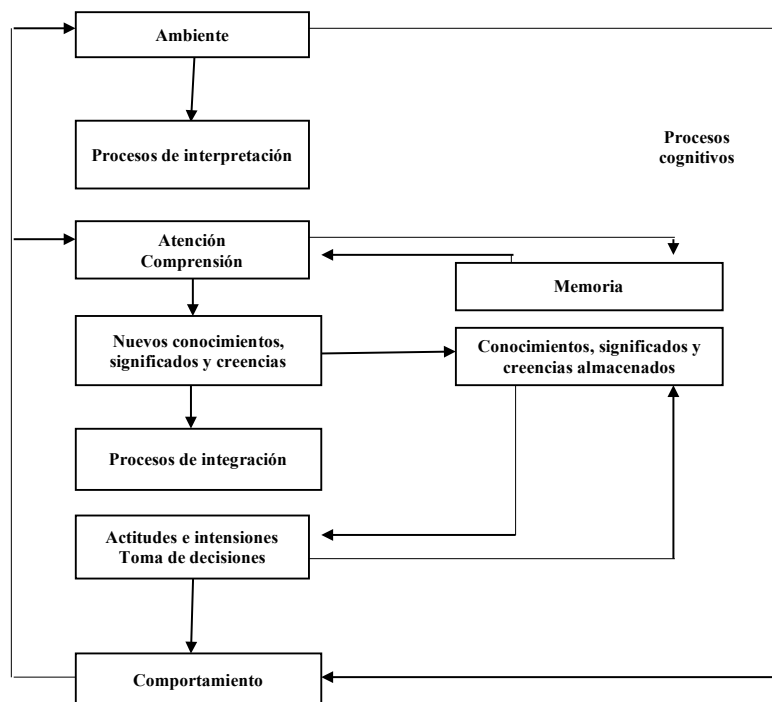 Ambiente
Procesos de interpretación
Procesos
cognitivos
Atención
Comprensión
Memoria
Nuevos conocimientos,
significados y creencias
Conocimientos, significados y
creencias almacenados
Procesos de integración
Actitudes e intensiones
Toma de decisiones
Comportamiento